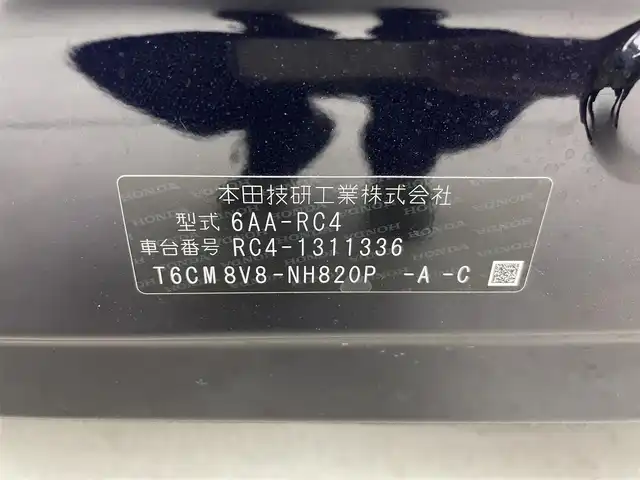 本田技研工業株式会社
型式 6AA-RC4
車台番号 RC4-1311336
T6CM8V8-NH820P -A -C